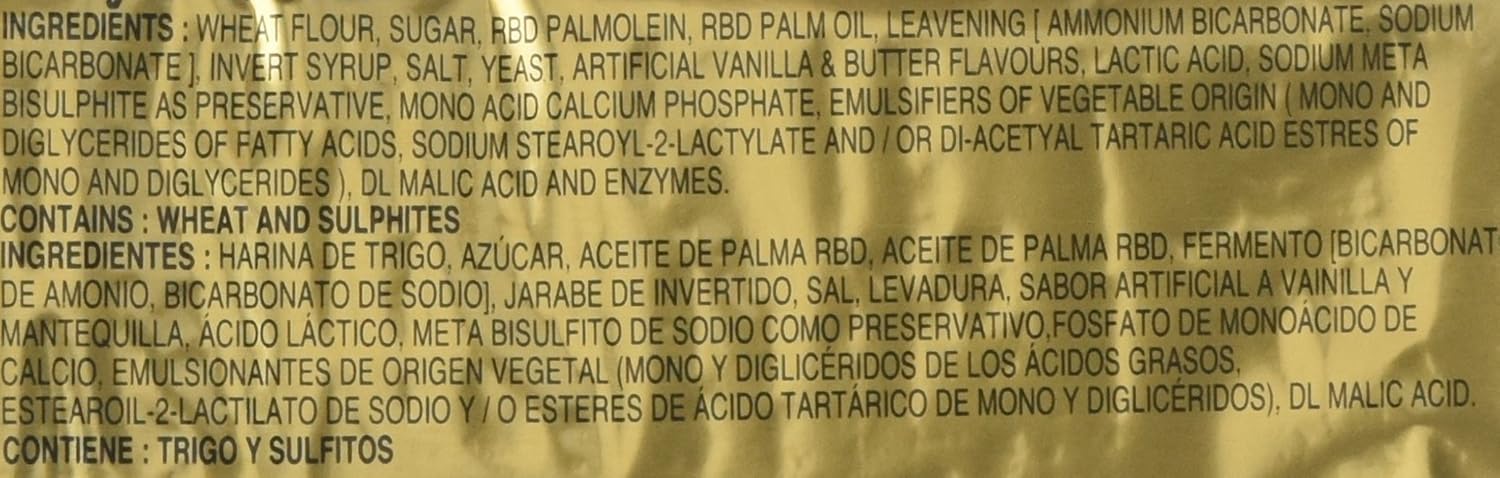 INGREDIENTS : WHEAT FLOUR, SUGAR, RBD PALMOLEIN, RBD PALM OIL, LEAVENING [ AMMONIUM BICARBONATE, SODIUM
BICARBONATE ], INVERT SYRUP, SALT, YEAST, ARTIFICIAL VANILLA & BUTTER FLAVOURS, LACTIC ACID, SODIUM META
BISULPHITE AS PRESERVATIVE, MONO ACID CALCIUM PHOSPHATE, EMULSIFIERS OF VEGETABLE ORIGIN ( MONO AND
DIGLYCERIDES OF FATTY ACIDS, SODIUM STEAROYL-2-LACTYLATE AND / OR DI-ACETYAL TARTARIC ACID ESTRES OF
MONO AND DIGLYCERIDES ), DL MALIC ACID AND ENZYMES.
CONTAINS : WHEAT AND SULPHITES
INGREDIENTES : HARINA DE TRIGO, AZÚCAR, ACEITE DE PALMA RBD, ACEITE DE PALMA RBD, FERMENTO [BICARBONAT
DE AMONIO, BICARBONATO DE SODIO], JARABE DE INVERTIDO, SAL, LEVADURA, SABOR ARTIFICIAL A VAINILLA Y
MANTEQUILLA, ÁCIDO LÁCTICO, META BISULFITO DE SODIO COMO PRESERVATIVO,FOSFATO DE MONOÁCIDO DE
CALCIO, EMULSIONANTES DE ORIGEN VEGETAL (MONO Y DIGLICÉRIDOS DE LOS ÁCIDOS GRASOS,
ESTEAROIL-2-LACTILATO DE SODIO Y / O ESTERES DE ÁCIDO TARTÁRICO DE MONO Y DIGLICÉRIDOS), DL MALIC ACID.
CONTIENE : TRIGO Y SULFITOS